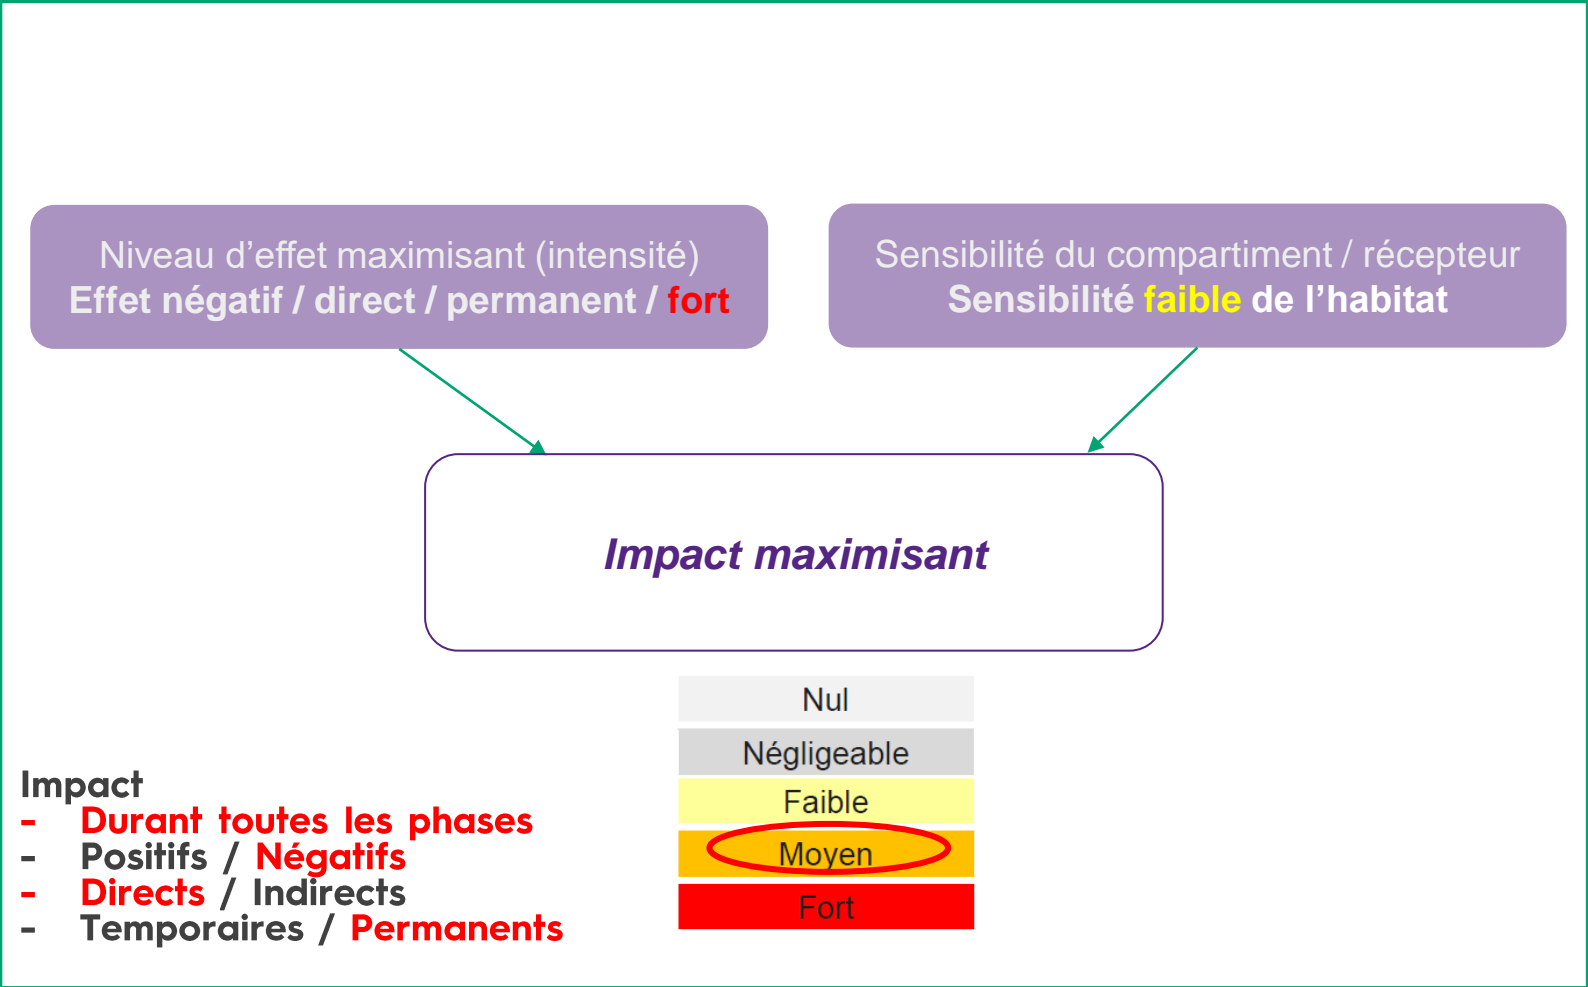 Niveau d'effet maximisant (intensité)
Effet négatif / direct / permanent / fort
Sensibilité du compartiment / récepteur
Sensibilité faible de l'habitat
Impact maximisant
Nul
Négligeable
Faible
Moyen
Fort
Impact
- Durant toutes les phases
- Positifs / Négatifs
- Directs / Indirects
- Temporaires / Permanents